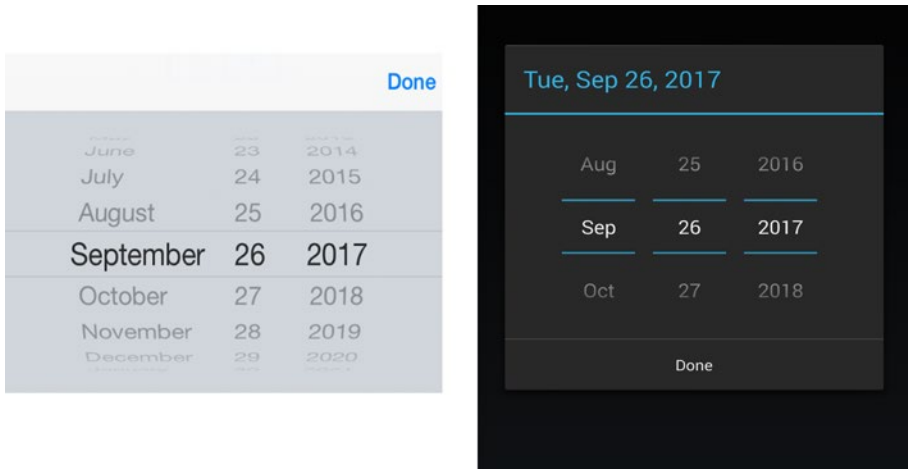 Done
June 23 2014
July 24 2015
August 25 2016
September 26 2017
October 27 2018
November 28 2019
December 29 2020
Tue, Sep 26, 2017
Aug 25 2016
Sep 26 2017
Oct 27 2018
Done